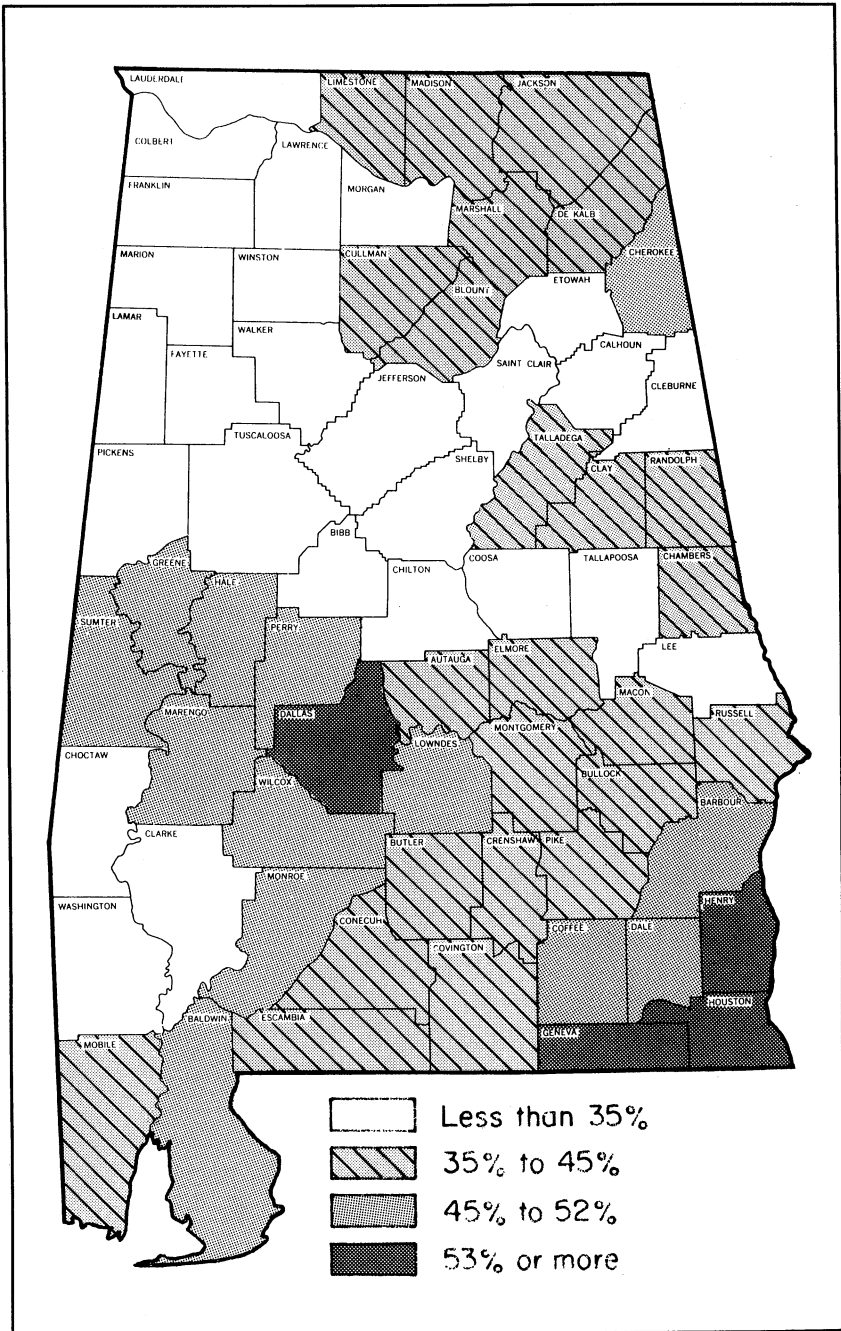 LAUDERDALE
LIMESTONE
MADISON
JACKSON
COLBERT
LAWRENCE
FRANKLIN
MORGAN
MARSHALL
DE KALB
MARION
WINSTON
CULLMAN
CHEROKEE
ETOWAH
BLOUNT
LAMAR
WALKER
CALHOUN
FAYETTE
SAINT CLAIR
JEFFERSON
CLEBURNE
TUSCALOOSA
TALLADEGA
PICKENS
SHELBY
RANDOLPH
CLAY
BIBB
GREENE
CHILTON
COOSA
TALLAPOOSA
CHAMBERS
HALE
SUMTER
PERRY
ELMORE
LEE
AUTAUGA
MACON
MARENGO
DALLAS
RUSSELL
MONTGOMERY
LOWNDES
CHOCTAW
BULLOCK
WILCOX
BARBOUR
CLARKE
BUTLER
CRENSHAW
PIKE
MONROE
HENRY
WASHINGTON
CONECUH
COFFEE
DALE
COVINGTON
HOUSTON
BALDWIN
ESCAMBIA
GENEVA
MOBILE
Less than 35%
35% to 45%
45% to 52%
53% or more